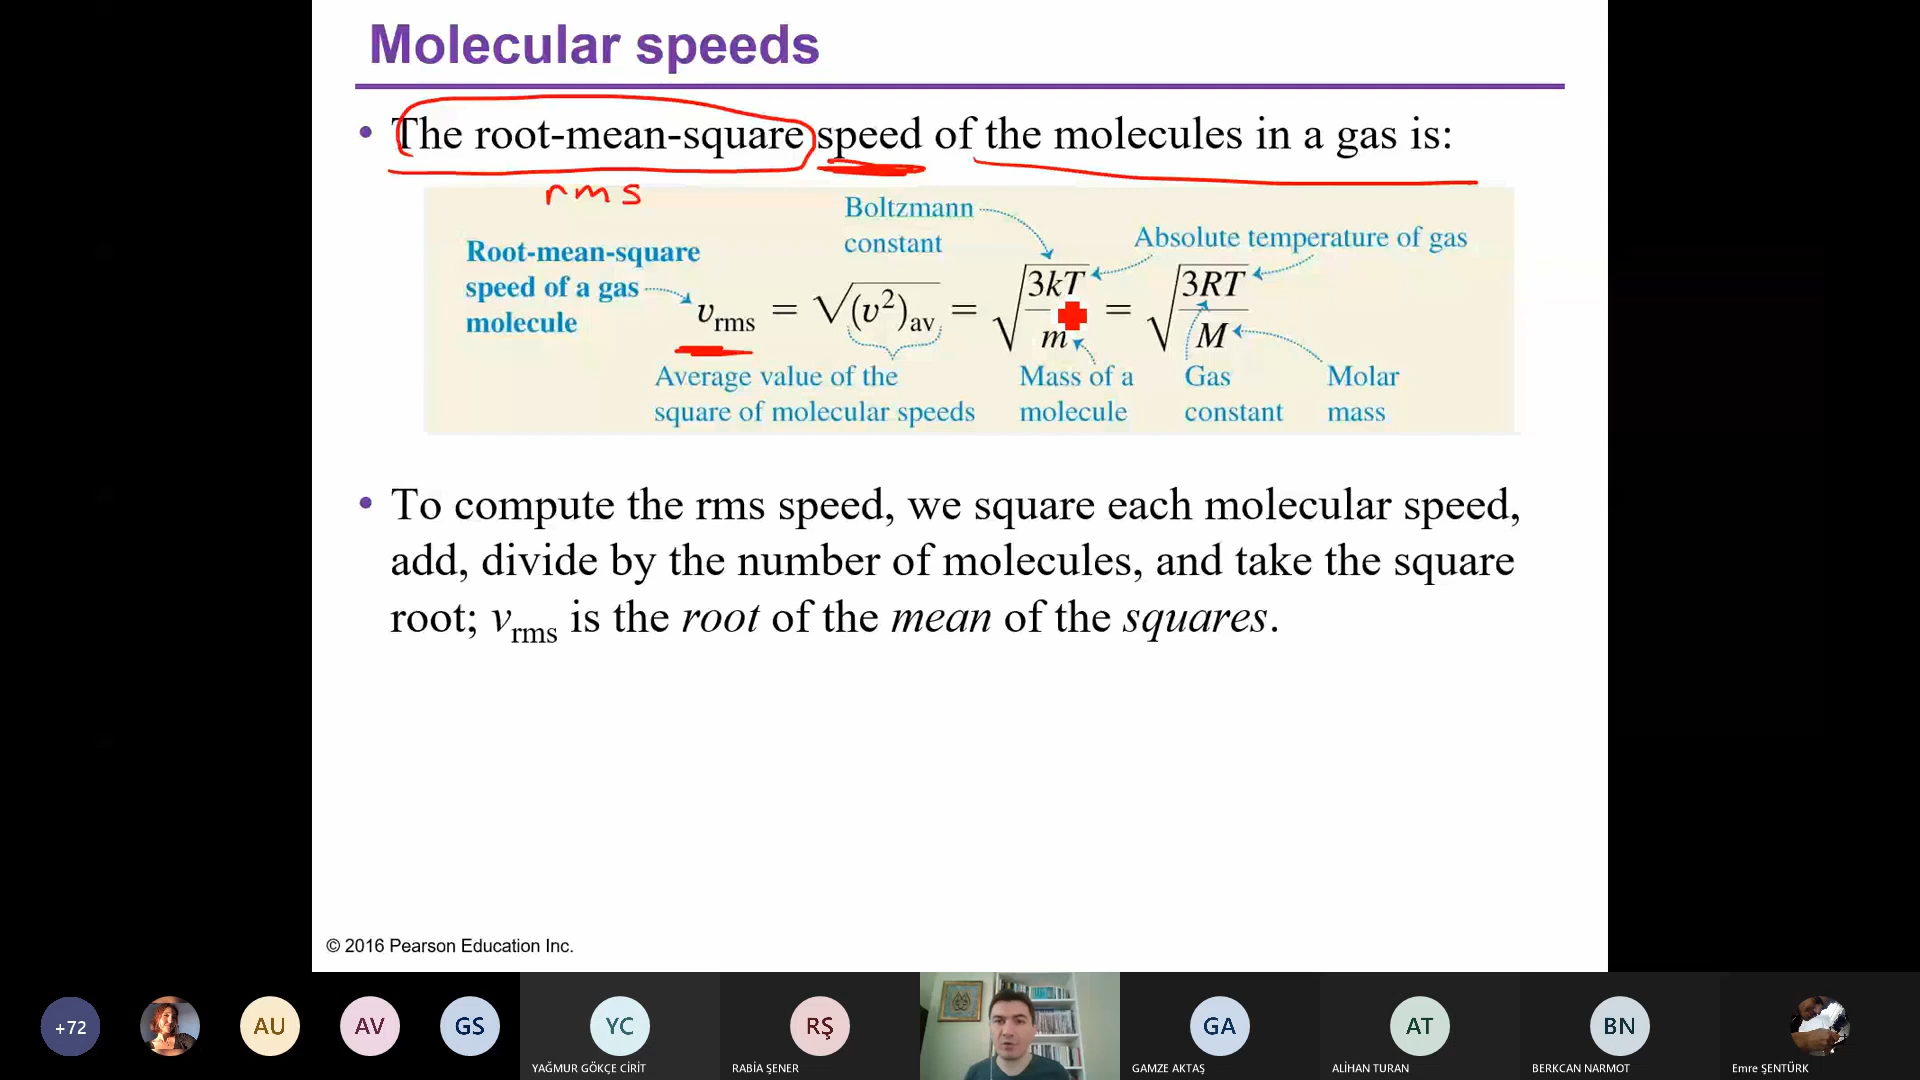 Molecular speeds
• The root-mean-square speed of the molecules in a gas is:
rms
Boltzmann
constant
Absolute temperature of gas
Root-mean-square
speed of a gas
molecule
v_rms = √(v²)_av = √(3kT/m) = √(3RT/M)
Average value of the
square of molecular speeds
Mass of a
molecule
Gas
constant
Molar
mass
• To compute the rms speed, we square each molecular speed,
add, divide by the number of molecules, and take the square
root; v_rms is the root of the mean of the squares.
© 2016 Pearson Education Inc.
+72
AU
AV
GS
YC
RŞ
GA
AT
BN
YAĞMUR GÖKÇE CİRİT
RABİA ŞENER
GAMZE AKTAŞ
ALİHAN TURAN
BERKCAN NARMOT
Emre ŞENTÜRK